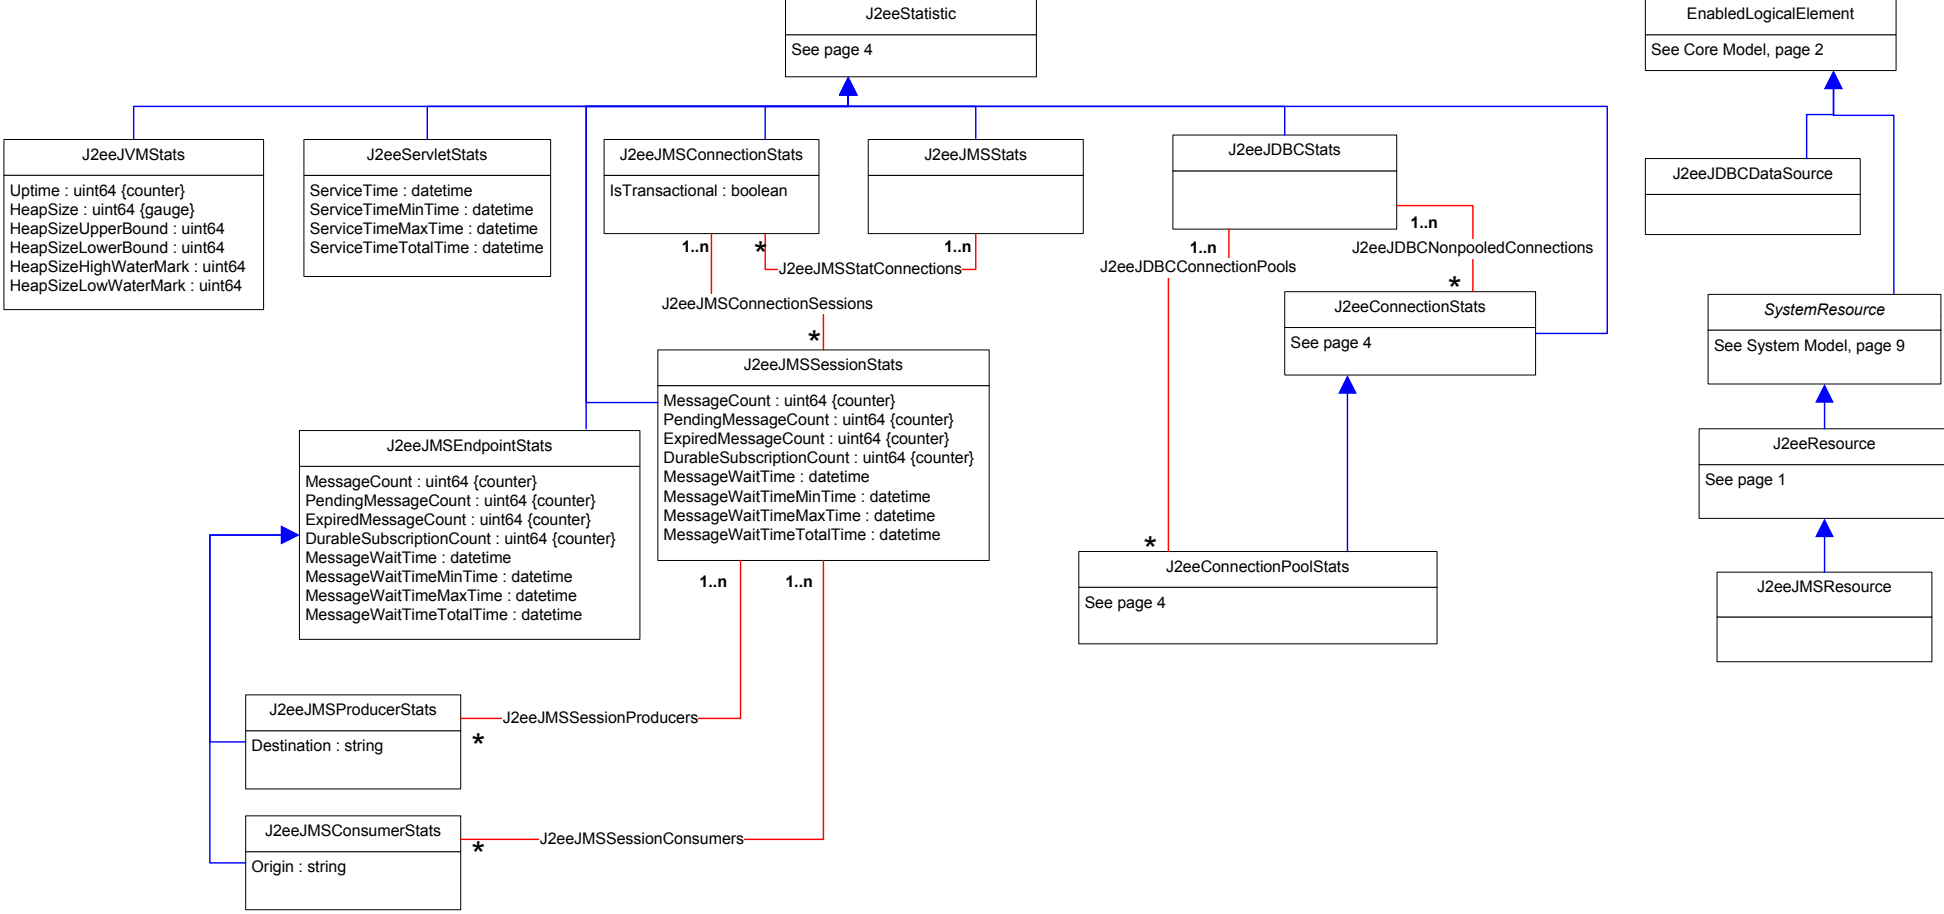 J2eeStatistic
See page 4
EnabledLogicalElement
See Core Model, page 2
J2eeJVMStats
Uptime : uint64 {counter}
HeapSize : uint64 {gauge}
HeapSizeUpperBound : uint64
HeapSizeLowerBound : uint64
HeapSizeHighWaterMark : uint64
HeapSizeLowWaterMark : uint64
J2eeServletStats
ServiceTime : datetime
ServiceTimeMinTime : datetime
ServiceTimeMaxTime : datetime
ServiceTimeTotalTime : datetime
J2eeJMSConnectionStats
IsTransactional : boolean
J2eeJMSStats
J2eeJDBCStats
J2eeJDBCDataSource
1..n
*
1..n
J2eeJMSStatConnections
J2eeJMSConnectionSessions
*
1..n
J2eeJDBCConnectionPools
1..n
J2eeJDBCNonpooledConnections
*
J2eeConnectionStats
See page 4
SystemResource
See System Model, page 9
J2eeJMSSessionStats
MessageCount : uint64 {counter}
PendingMessageCount : uint64 {counter}
ExpiredMessageCount : uint64 {counter}
DurableSubscriptionCount : uint64 {counter}
MessageWaitTime : datetime
MessageWaitTimeMinTime : datetime
MessageWaitTimeMaxTime : datetime
MessageWaitTimeTotalTime : datetime
J2eeJMSEndpointStats
MessageCount : uint64 {counter}
PendingMessageCount : uint64 {counter}
ExpiredMessageCount : uint64 {counter}
DurableSubscriptionCount : uint64 {counter}
MessageWaitTime : datetime
MessageWaitTimeMinTime : datetime
MessageWaitTimeMaxTime : datetime
MessageWaitTimeTotalTime : datetime
J2eeResource
See page 1
*
J2eeConnectionPoolStats
See page 4
J2eeJMSResource
1..n
1..n
J2eeJMSProducerStats
Destination : string
J2eeJMSSessionProducers
*
J2eeJMSConsumerStats
Origin : string
J2eeJMSSessionConsumers
*